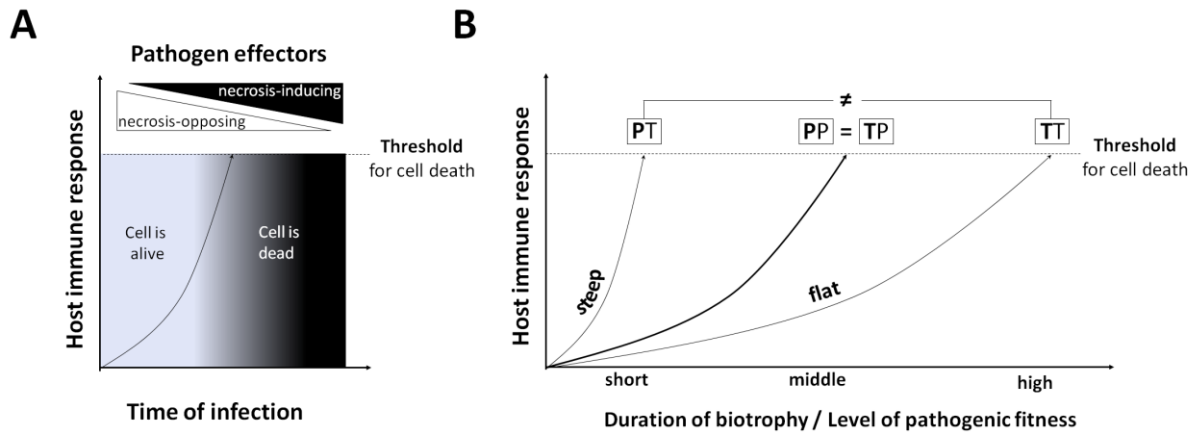 A
Pathogen effectors
necrosis-inducing
necrosis-opposing
Host immune response
Threshold
for cell death
Cell is
alive
Cell is
dead
Time of infection
B
≠
PT
PP = TP
TT
Host immune response
Threshold
for cell death
steep
flat
short
middle
high
Duration of biotrophy / Level of pathogenic fitness